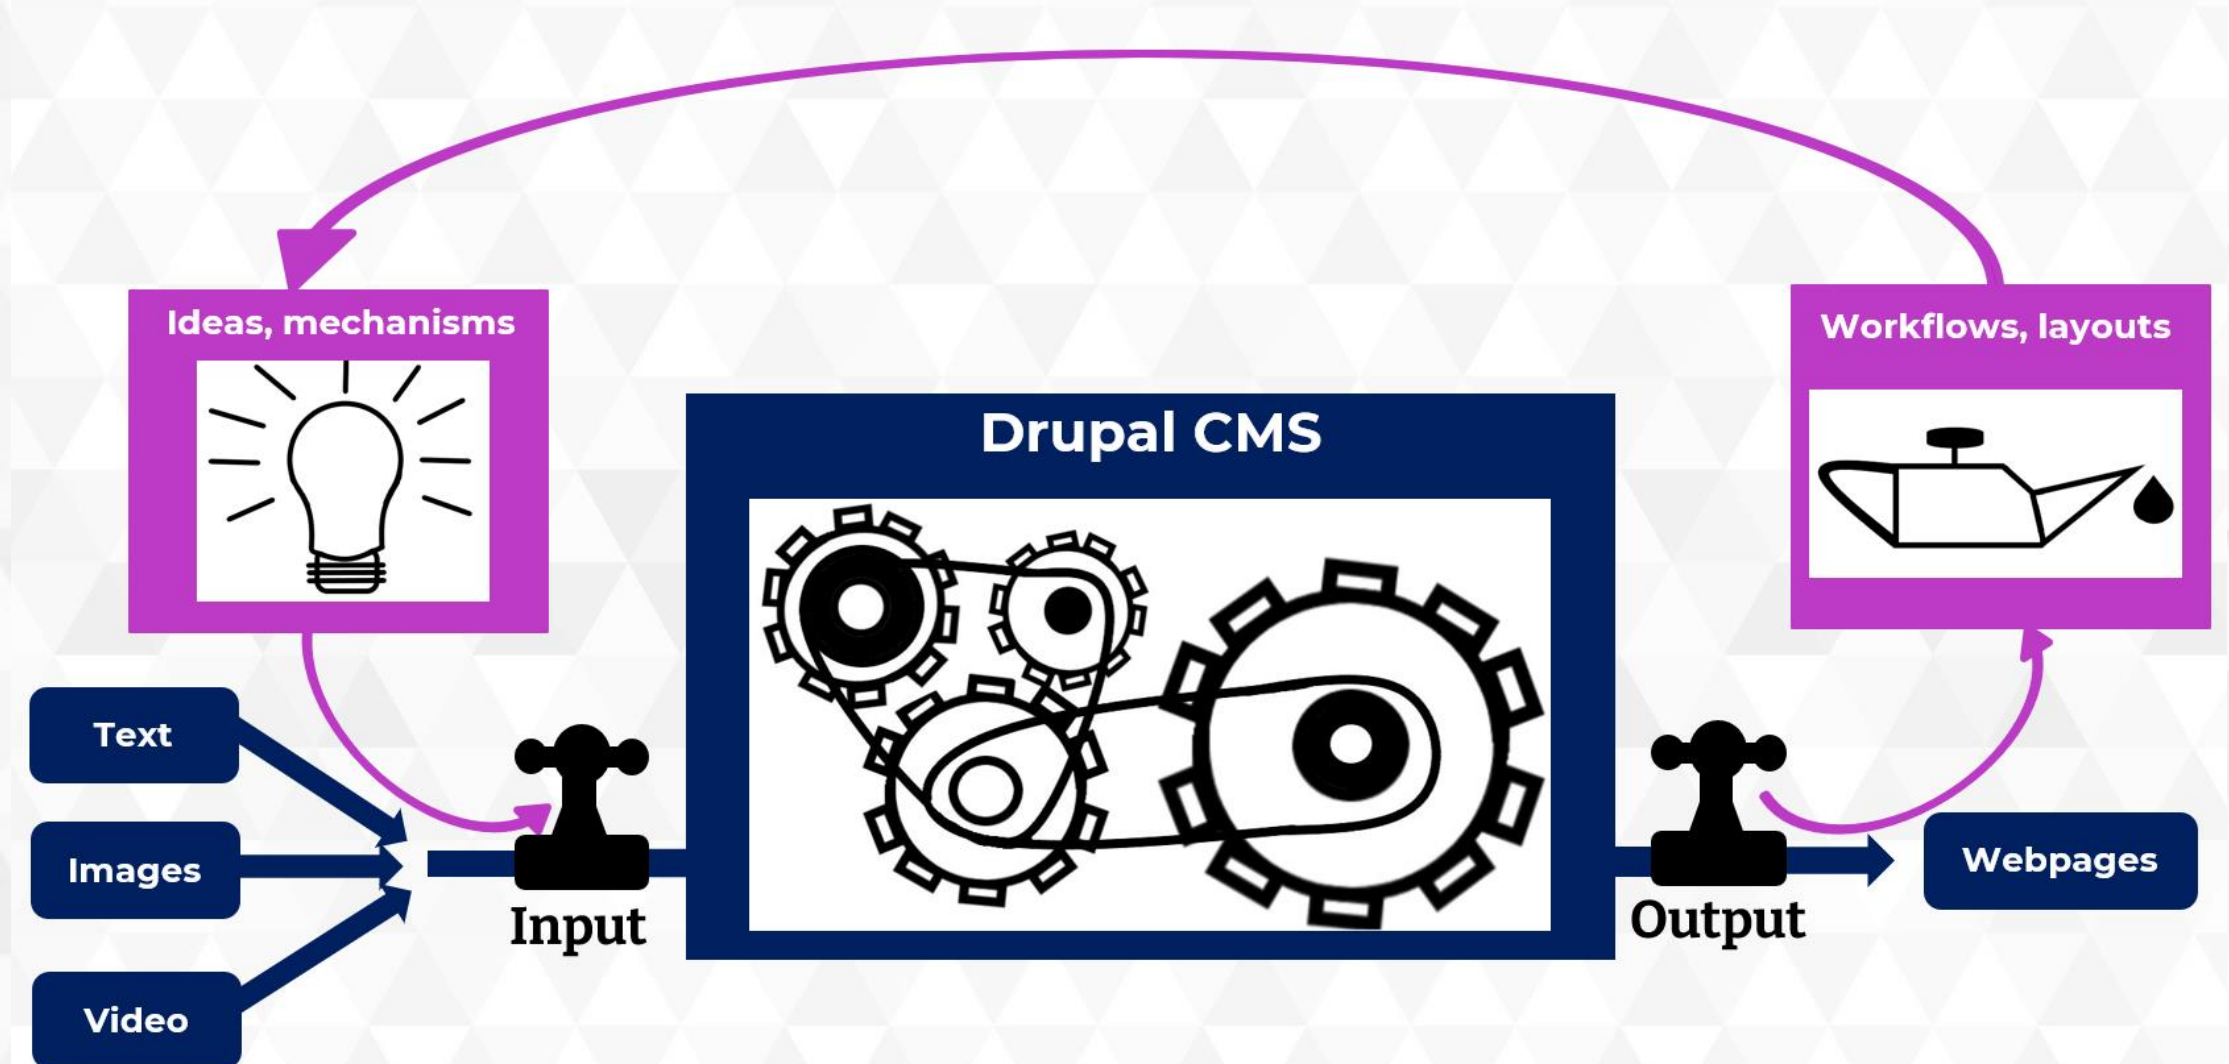 Ideas, mechanisms
Workflows, layouts
Drupal CMS
Text
Images
Video
Input
Output
Webpages